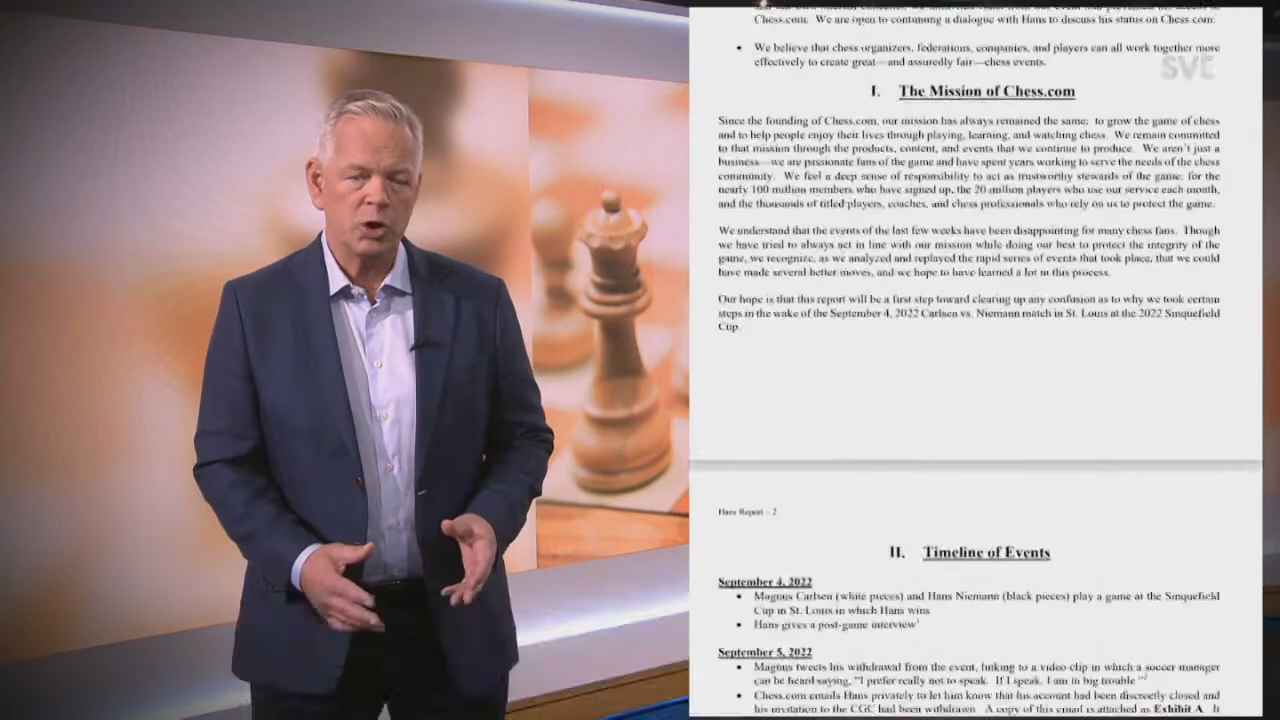 Chess.com. We are open to continuing a dialogue with Hans to discuss his status on Chess.com.
• We believe that chess organizers, federations, companies, and players can all work together more
effectively to create great—and assuredly fair—chess events.
svt
I. The Mission of Chess.com
Since the founding of Chess.com, our mission has always remained the same: to grow the game of chess
and to help people enjoy their lives through playing, learning, and watching chess. We remain committed
to that mission through the products, content, and events that we continue to produce. We aren't just a
business—we are passionate fans of the game and have spent years working to serve the needs of the chess
community. We feel a deep sense of responsibility to act as trustworthy stewards of the game: for the
nearly 100 million members who have signed up, the 20 million players who use our service each month,
and the thousands of titled players, coaches, and chess professionals who rely on us to protect the game.
We understand that the events of the last few weeks have been disappointing for many chess fans. Though
we have tried to always act in line with our mission while doing our best to protect the integrity of the
game, we recognize, as we analyzed and replayed the rapid series of events that took place, that we could
have made several better moves, and we hope to have learned a lot in this process.
Our hope is that this report will be a first step toward clearing up any confusion as to why we took certain
steps in the wake of the September 4, 2022 Carlsen vs. Niemann match in St. Louis at the 2022 Sinquefield
Cup.
Hans Report - 2
II. Timeline of Events
September 4, 2022
• Magnus Carlsen (white pieces) and Hans Niemann (black pieces) play a game at the Sinquefield
Cup in St. Louis in which Hans wins
• Hans gives a post-game interview¹
September 5, 2022
• Magnus tweets his withdrawal from the event, linking to a video clip in which a soccer manager
can be heard saying, "I prefer really not to speak. If I speak, I am in big trouble."²
• Chess.com emails Hans privately to let him know that his account had been discreetly closed and
his invitation to the CGC had been withdrawn. A copy of this email is attached as Exhibit A. It